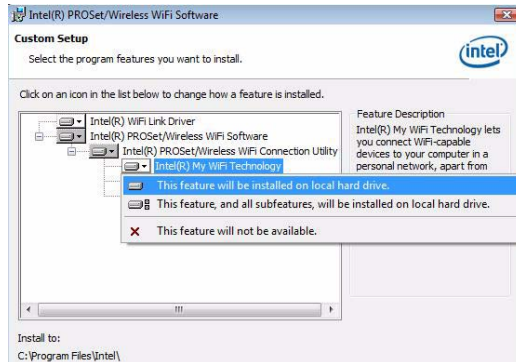 Intel(R) PROSet/Wireless WiFi Software
Custom Setup
Select the program features you want to install.
intel
Click on an icon in the list below to change how a feature is installed.
Intel(R) WiFi Link Driver
Intel(R) PROSet/Wireless WiFi Software
Intel(R) PROSet/Wireless WiFi Connection Utility
Intel(R) My WiFi Technology
This feature will be installed on local hard drive.
This feature, and all subfeatures, will be installed on local hard drive.
This feature will not be available.
Feature Description
Intel(R) My WiFi Technology lets
you connect WiFi-capable
devices to your computer in a
personal network, apart from
Install to:
C:\Program Files\Intel\